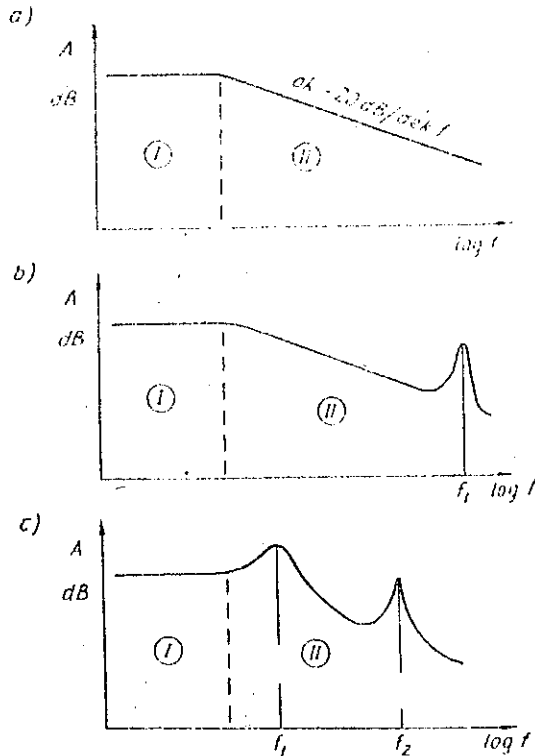 a)
A
dB
ok -20 dB/dek f
I
II
log f
b)
A
dB
I
II
f₁ log f
c)
A
dB
I
II
f₁ f₂ log f